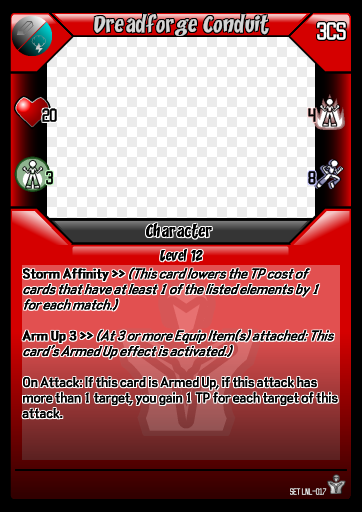 Dreadforge Conduit
3CS
20
4
3
8
Character
Level 12
Storm Affinity >> (This card lowers the TP cost of
cards that have at least 1 of the listed elements by 1
for each match.)
Arm Up 3 >> (At 3 or more Equip Item(s) attached: This
card's Armed Up effect is activated.)
On Attack: If this card is Armed Up, if this attack has
more than 1 target, you gain 1 TP for each target of this
attack.
SET LNL-017